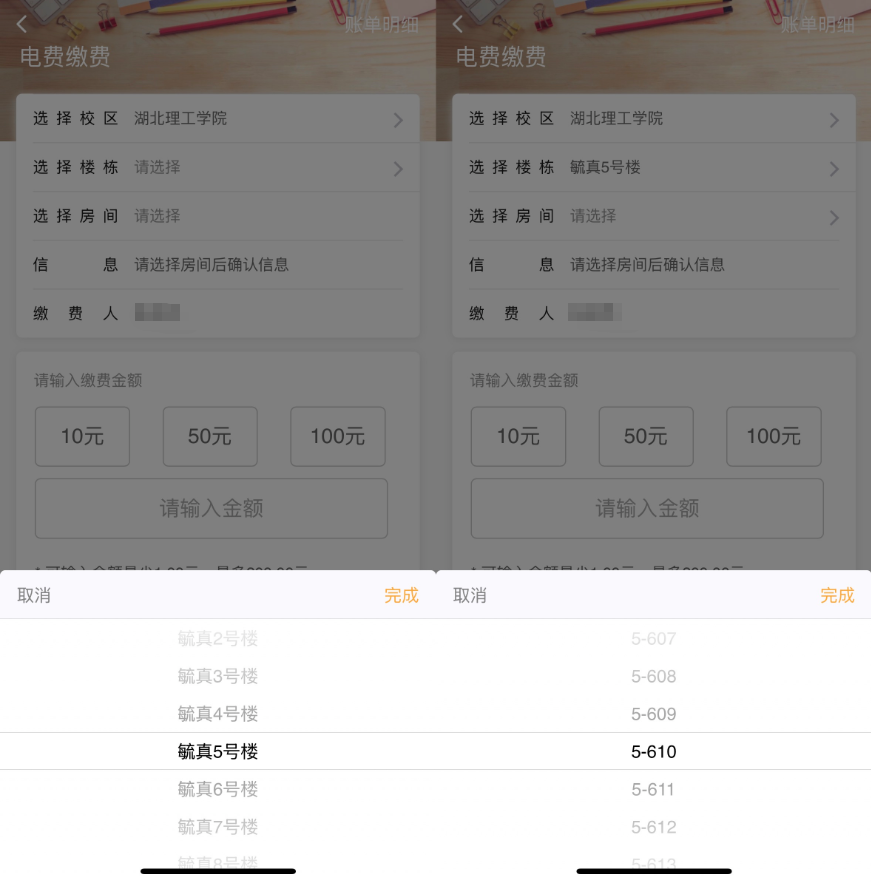 账单明细
电费缴费
选择校区 湖北理工学院
选择楼栋 请选择
选择房间 请选择
信息 请选择房间后确认信息
缴费人
请输入缴费金额
10元 50元 100元
请输入金额
取消 完成
毓真2号楼
毓真3号楼
毓真4号楼
毓真5号楼
毓真6号楼
毓真7号楼
毓真8号楼
账单明细
电费缴费
选择校区 湖北理工学院
选择楼栋 毓真5号楼
选择房间 请选择
信息 请选择房间后确认信息
缴费人
请输入缴费金额
10元 50元 100元
请输入金额
取消 完成
5-607
5-608
5-609
5-610
5-611
5-612
5-613